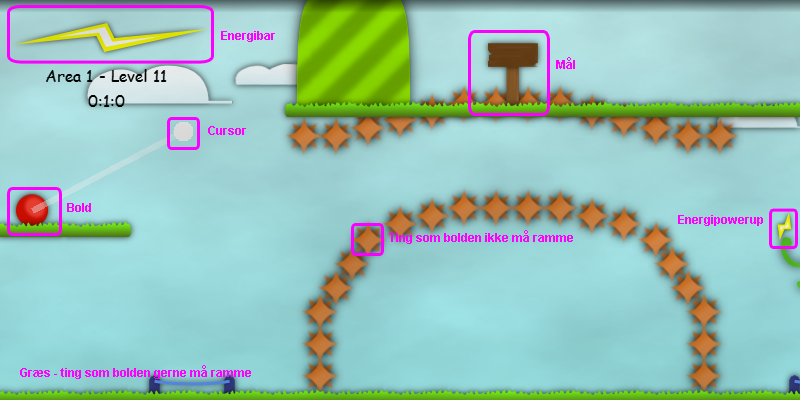 Energibar
Area 1 - Level 11
0:1:0
Mål
Cursor
Bold
Energipowerup
Ting som bolden ikke må ramme
Græs - ting som bolden gerne må ramme